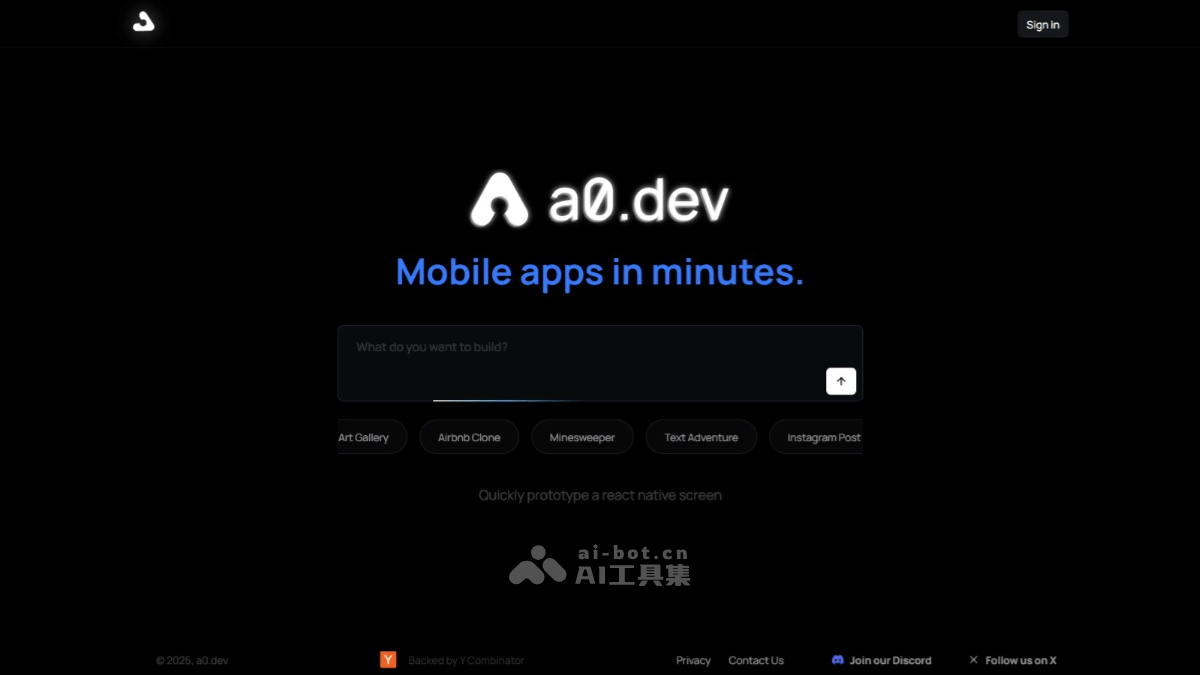 Sign in
a0.dev
Mobile apps in minutes.
What do you want to build?
Art Gallery
Airbnb Clone
Minesweeper
Text Adventure
Instagram Post
Quickly prototype a react native screen
ai-bot.cn
AI工具集
© 2025, a0.dev
Y Backed by Y Combinator
Privacy
Contact Us
Join our Discord
Follow us on X